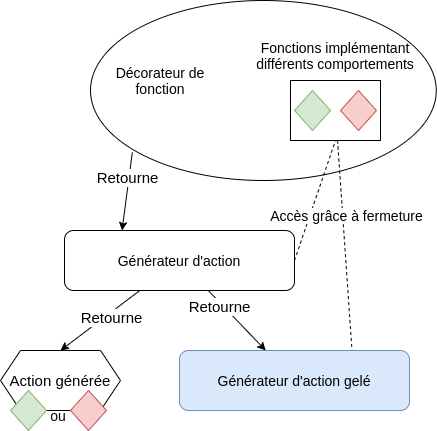 Fonctions implémentant
différents comportements
Décorateur de
fonction
Retourne
Accès grâce à fermeture
Générateur d'action
Retourne
Retourne
Action générée
ou
Générateur d'action gelé